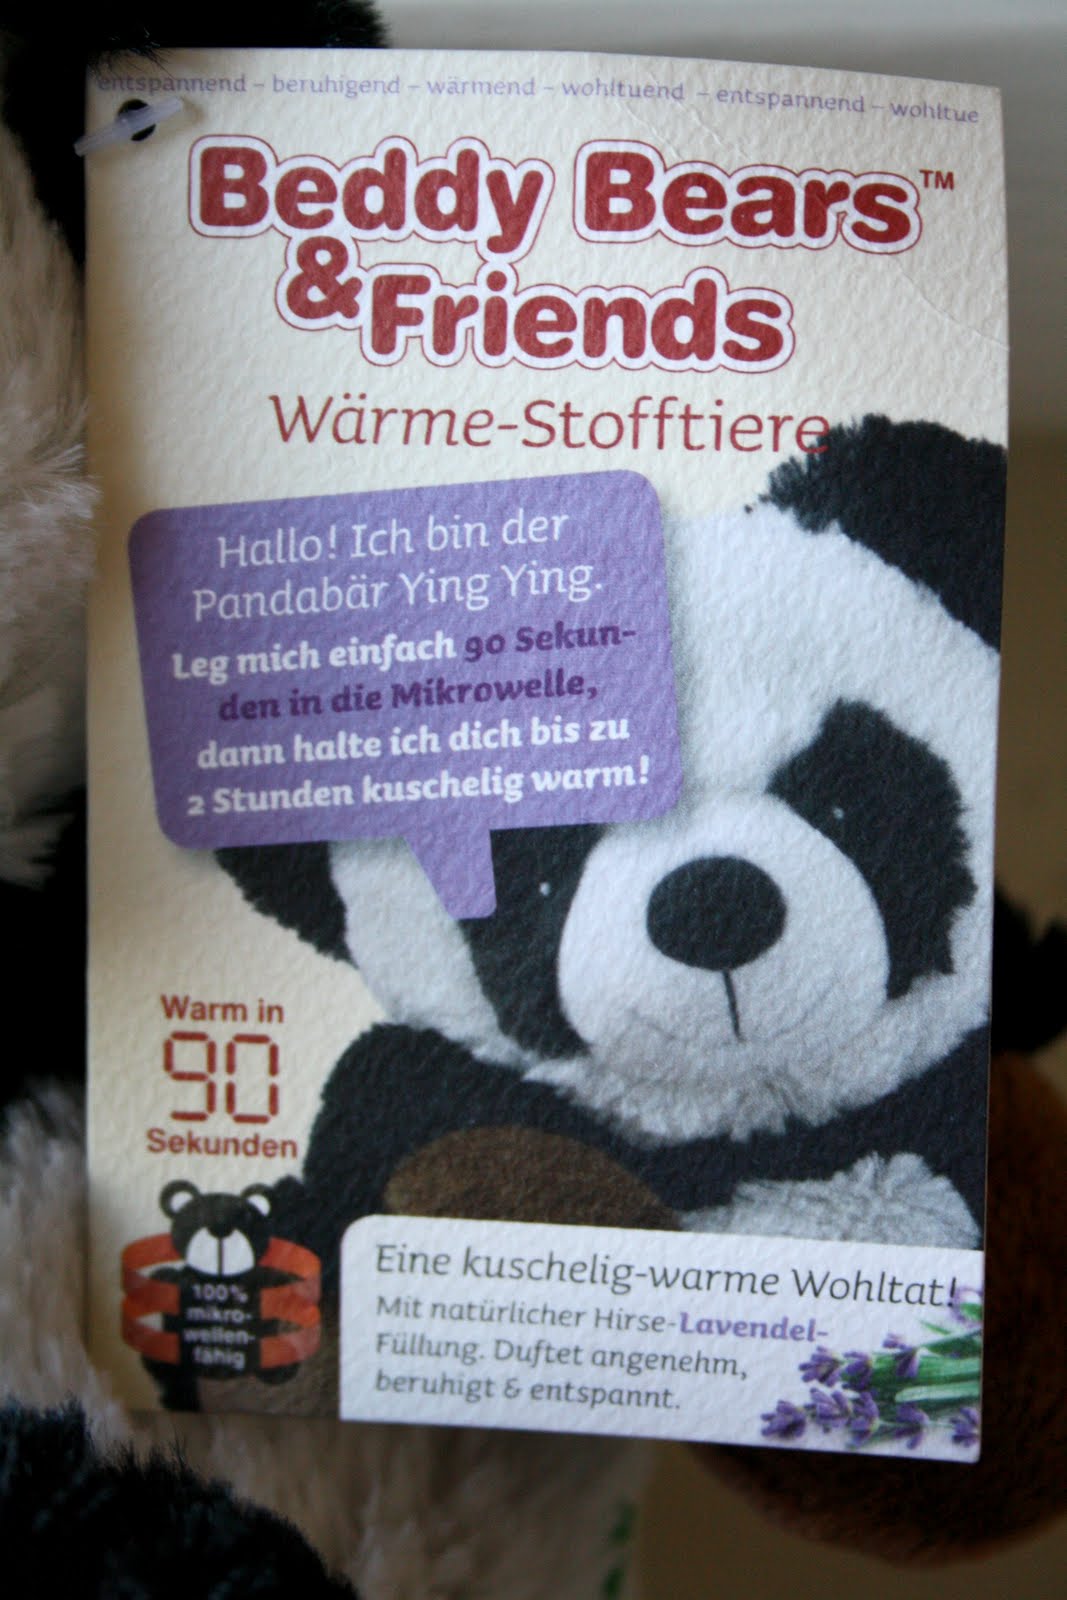 entspannend – beruhigend – wärmend – wohltuend – entspannend – wohltue
Beddy Bears™
& Friends
Wärme-Stofftiere
Hallo! Ich bin der
Pandabär Ying Ying.
Leg mich einfach 90 Sekun-
den in die Mikrowelle,
dann halte ich dich bis zu
2 Stunden kuschelig warm!
Warm in
90
Sekunden
100%
mikro-
wellen-
fähig
Eine kuschelig-warme Wohltat!
Mit natürlicher Hirse-Lavendel-
Füllung. Duftet angenehm,
beruhigt & entspannt.